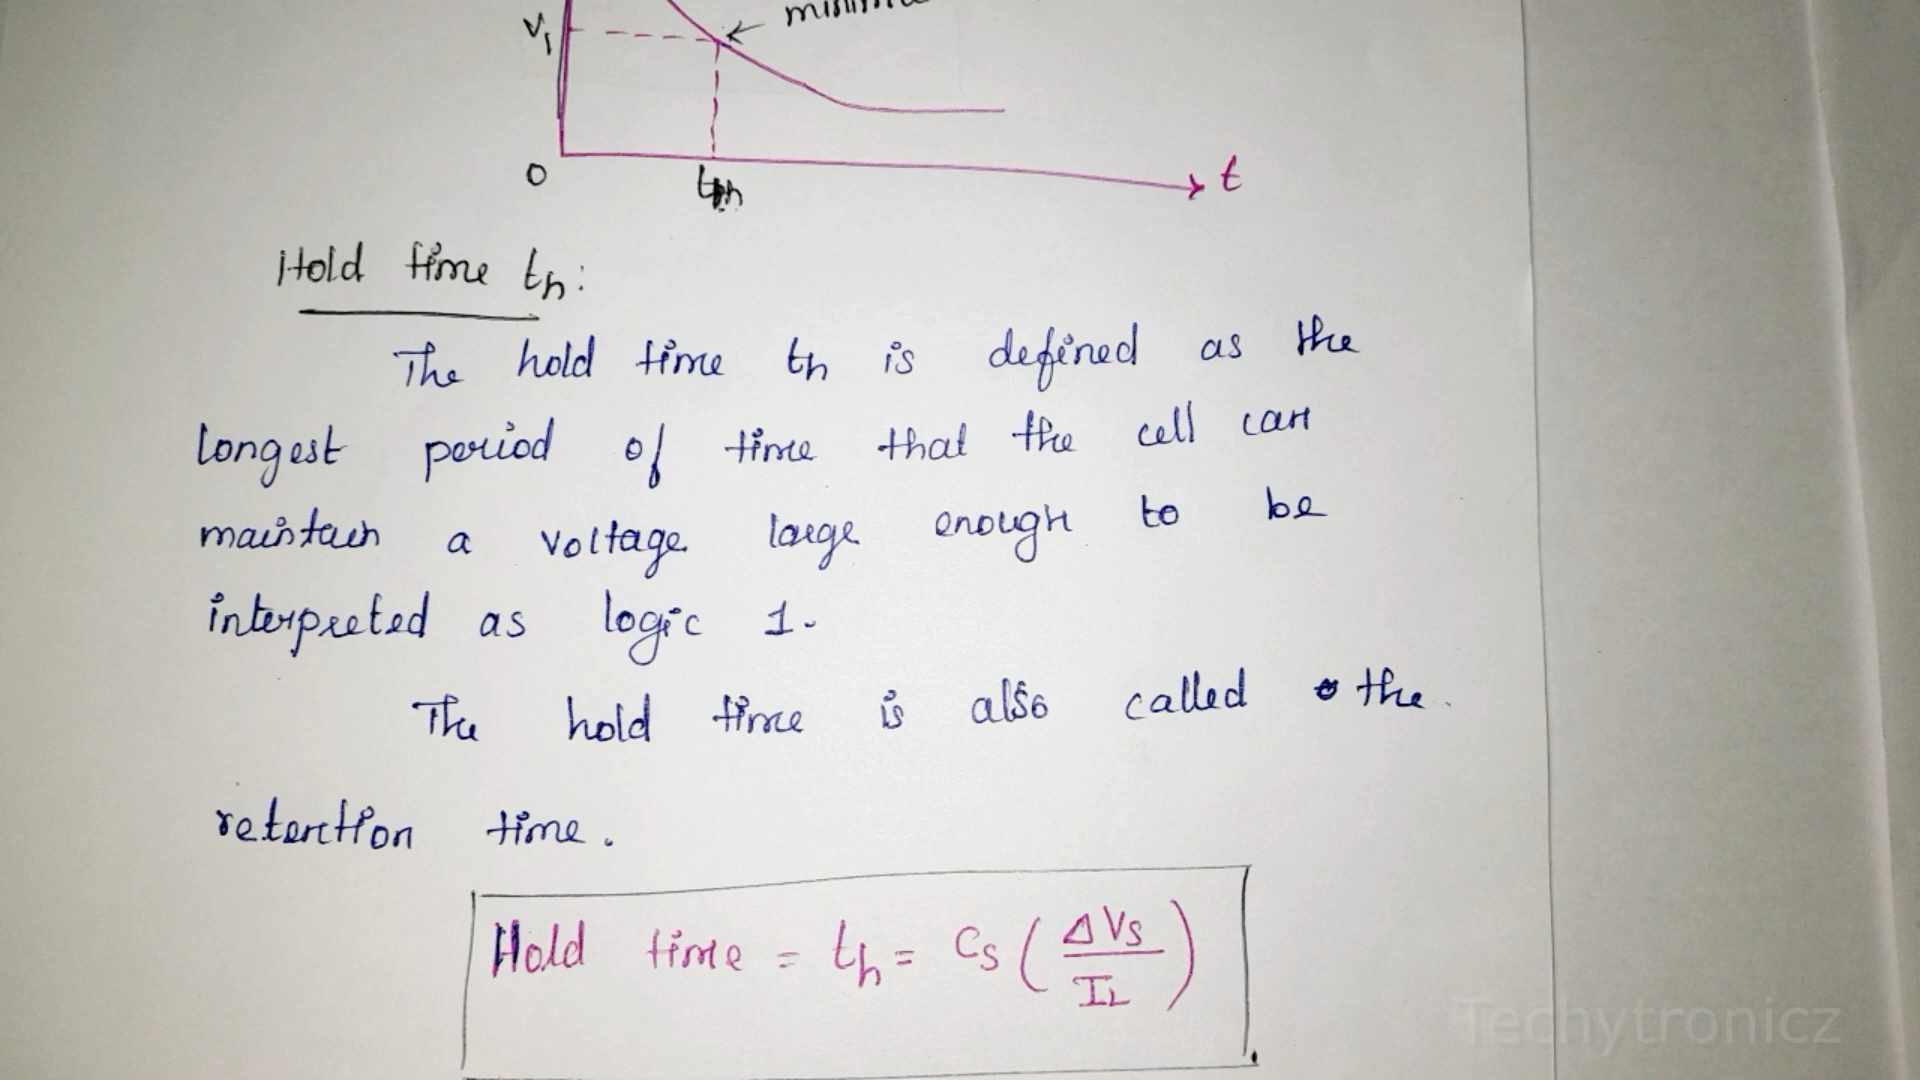 V₁
0
th
t
Hold time th:
The hold time th is defined as the
longest period of time that the cell can
maintain a voltage large enough to be
interpreted as logic 1.
The hold time is also called the
retention time.
Hold time = th = Cs (ΔVs / IL)
Techytronicz